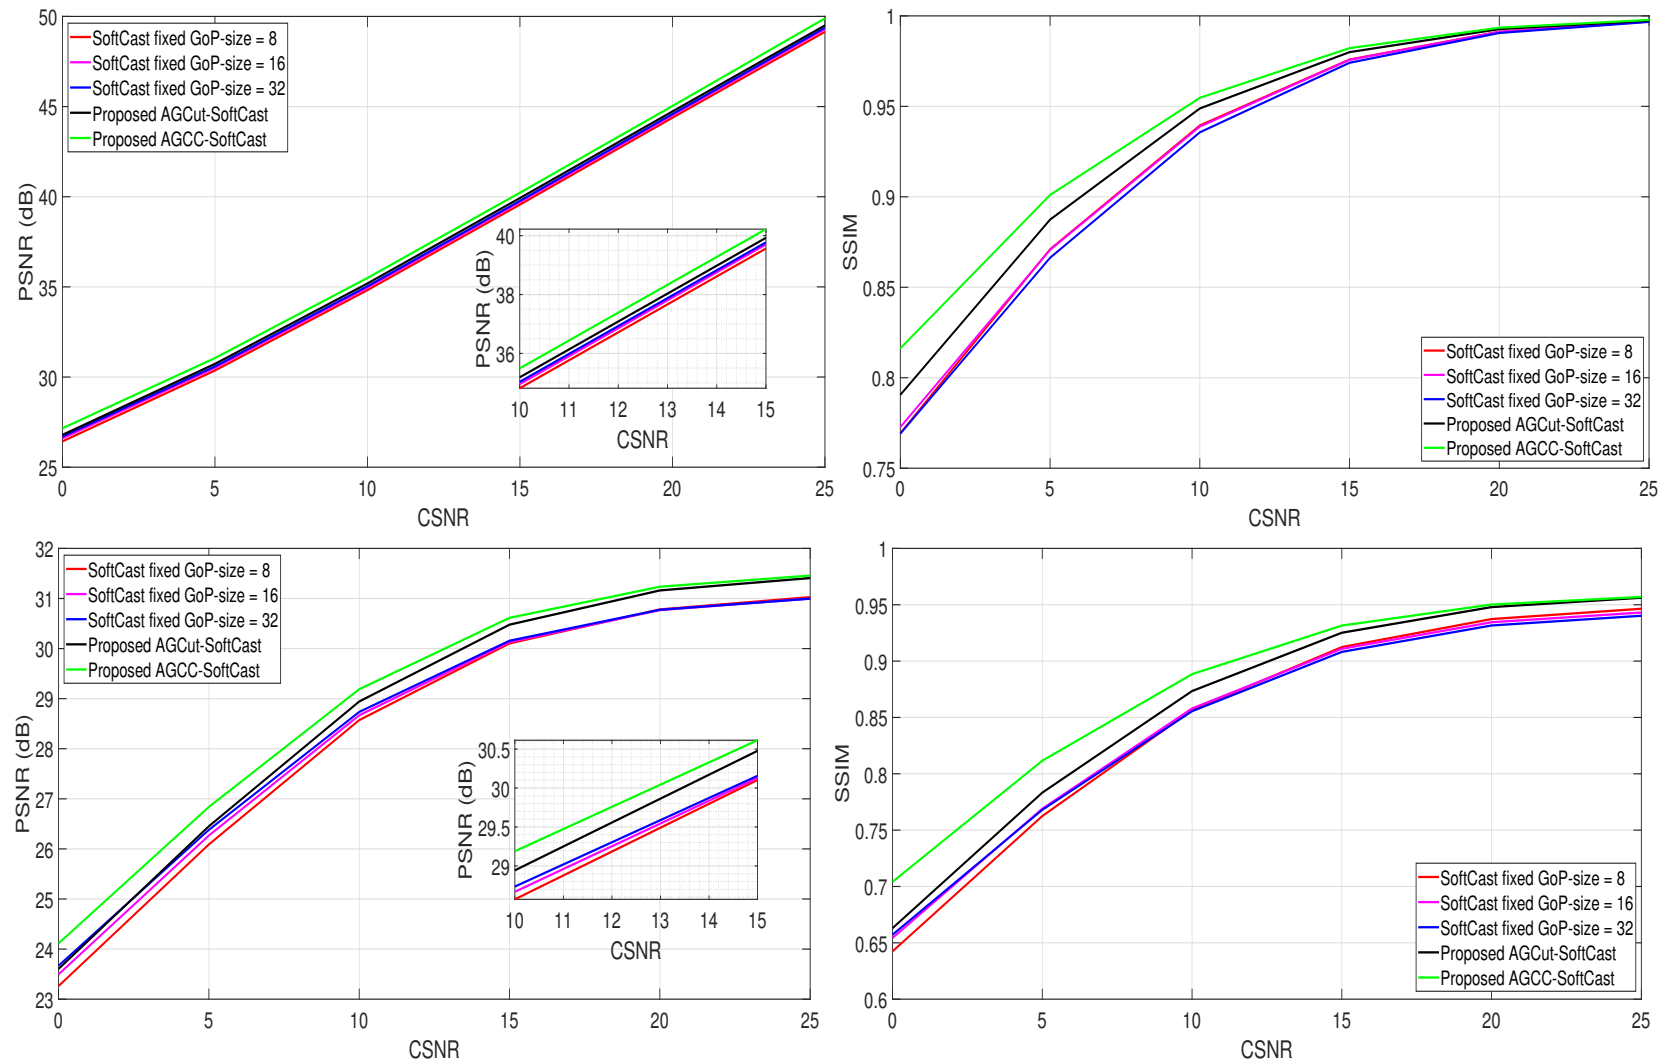 50
45
40
35
30
25
PSNR (dB)
SoftCast fixed GoP-size = 8
SoftCast fixed GoP-size = 16
SoftCast fixed GoP-size = 32
Proposed AGCut-SoftCast
Proposed AGCC-SoftCast
40
38
36
PSNR (dB)
10 11 12 13 14 15
CSNR
0 5 10 15 20 25
CSNR
1
0.95
0.9
0.85
0.8
0.75
SSIM
SoftCast fixed GoP-size = 8
SoftCast fixed GoP-size = 16
SoftCast fixed GoP-size = 32
Proposed AGCut-SoftCast
Proposed AGCC-SoftCast
0 5 10 15 20 25
CSNR
32
31
30
29
28
27
26
25
24
23
PSNR (dB)
SoftCast fixed GoP-size = 8
SoftCast fixed GoP-size = 16
SoftCast fixed GoP-size = 32
Proposed AGCut-SoftCast
Proposed AGCC-SoftCast
30.5
30
29.5
29
PSNR (dB)
10 11 12 13 14 15
CSNR
0 5 10 15 20 25
CSNR
1
0.95
0.9
0.85
0.8
0.75
0.7
0.65
0.6
SSIM
SoftCast fixed GoP-size = 8
SoftCast fixed GoP-size = 16
SoftCast fixed GoP-size = 32
Proposed AGCut-SoftCast
Proposed AGCC-SoftCast
0 5 10 15 20 25
CSNR